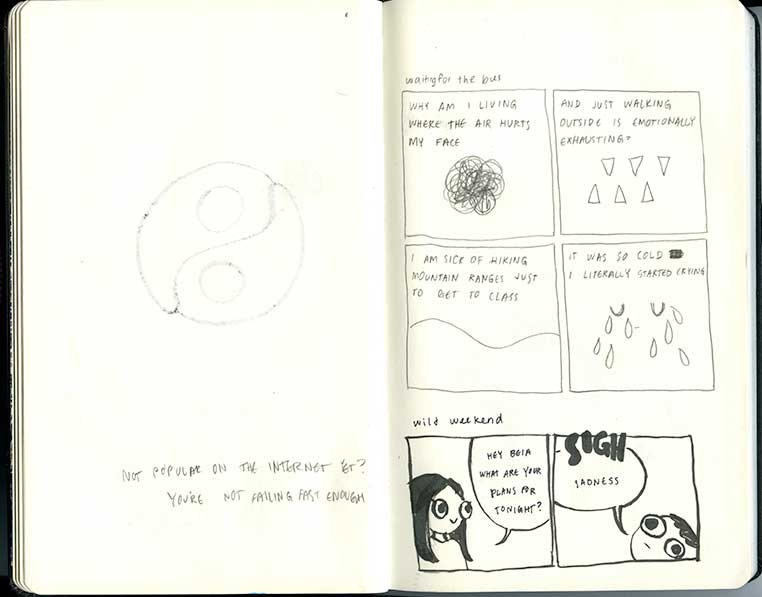 NOT POPULAR ON THE INTERNET YET?
YOU'RE NOT FAILING FAST ENOUGH
waiting for the bus
WHY AM I LIVING
WHERE THE AIR HURTS
MY FACE
AND JUST WALKING
OUTSIDE IS EMOTIONALLY
EXHAUSTING?
I AM SICK OF HIKING
MOUNTAIN RANGES JUST
TO GET TO CLASS
IT WAS SO COLD
I LITERALLY STARTED CRYING
wild weekend
HEY BEIA
WHAT ARE YOUR
PLANS FOR
TONIGHT?
SIGH
SADNESS